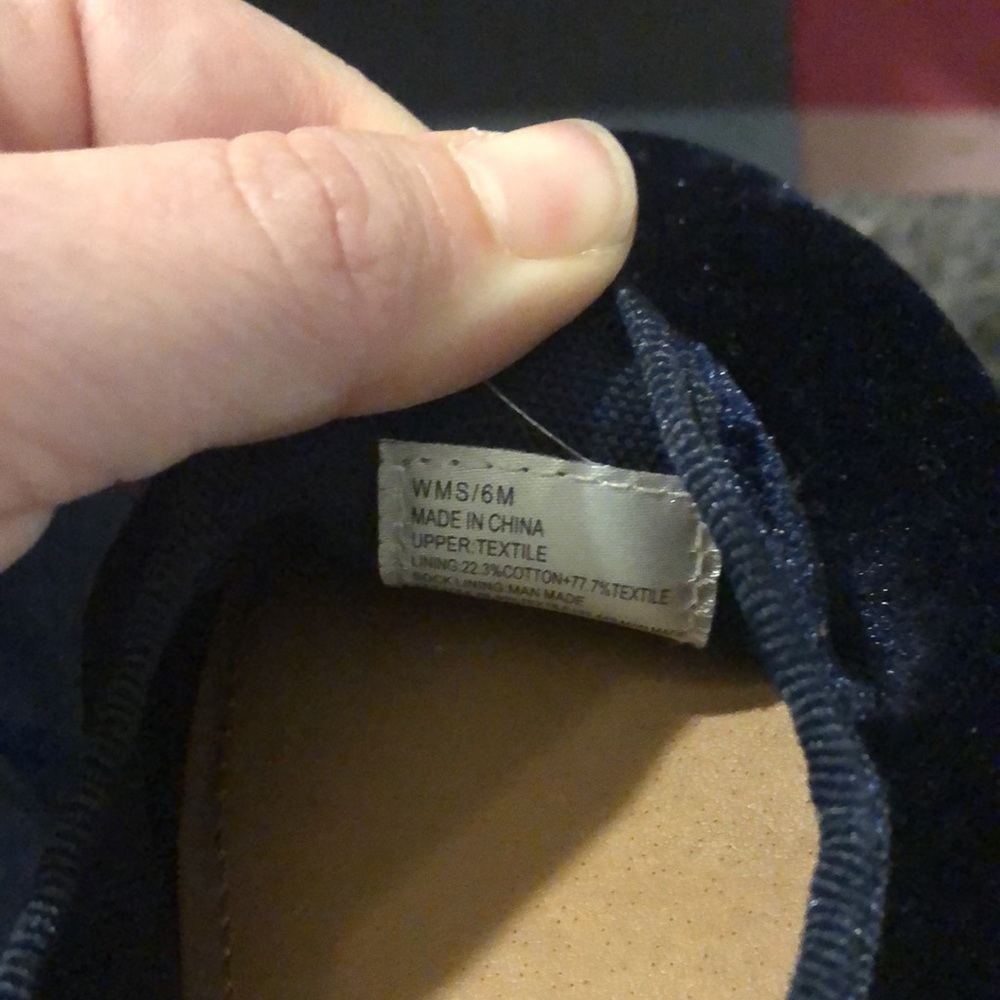 WMS/6M
MADE IN CHINA
UPPER:TEXTILE
LINING:22.3%COTTON+77.7%TEXTILE
SOCK LINING:MAN MADE